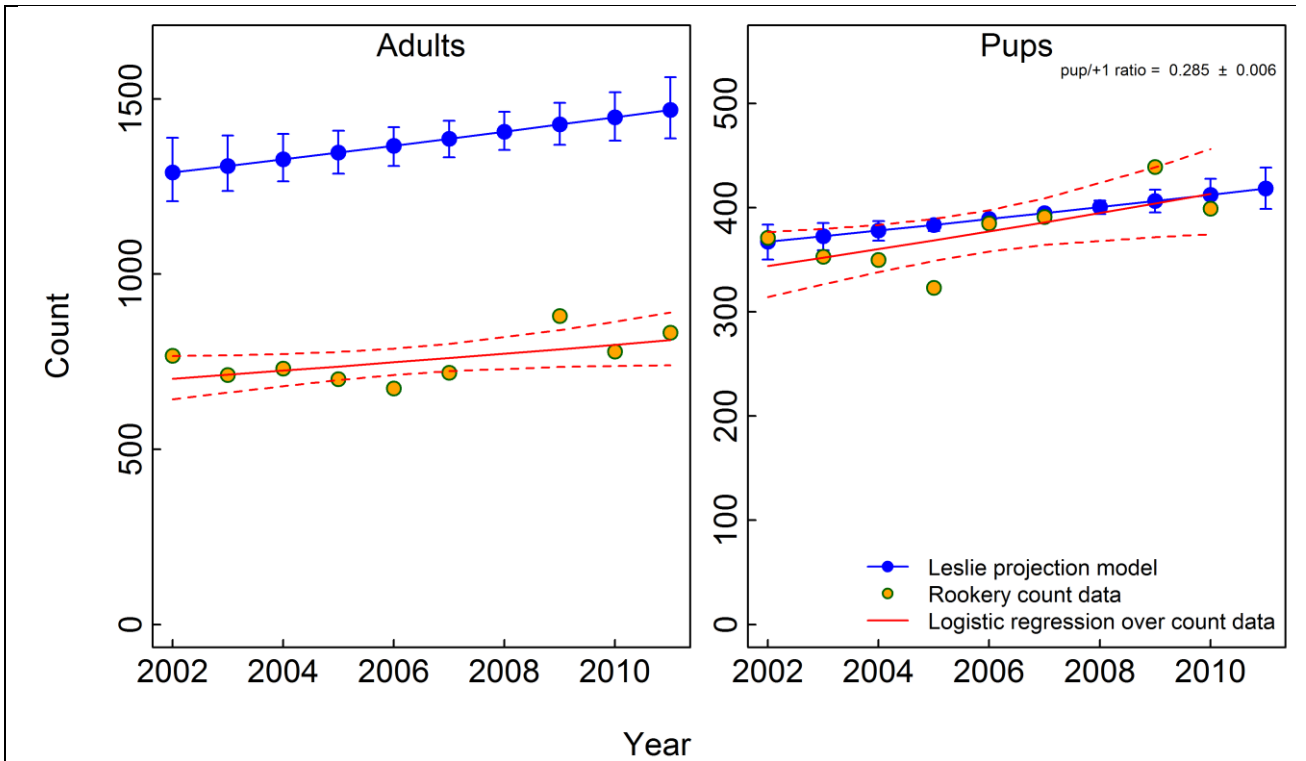 Adults
Pups
pup/+1 ratio = 0.285 ± 0.006
Count
1500
1000
500
0
500
400
300
200
100
0
Leslie projection model
Rookery count data
Logistic regression over count data
2002 2004 2006 2008 2010
2002 2004 2006 2008 2010
Year